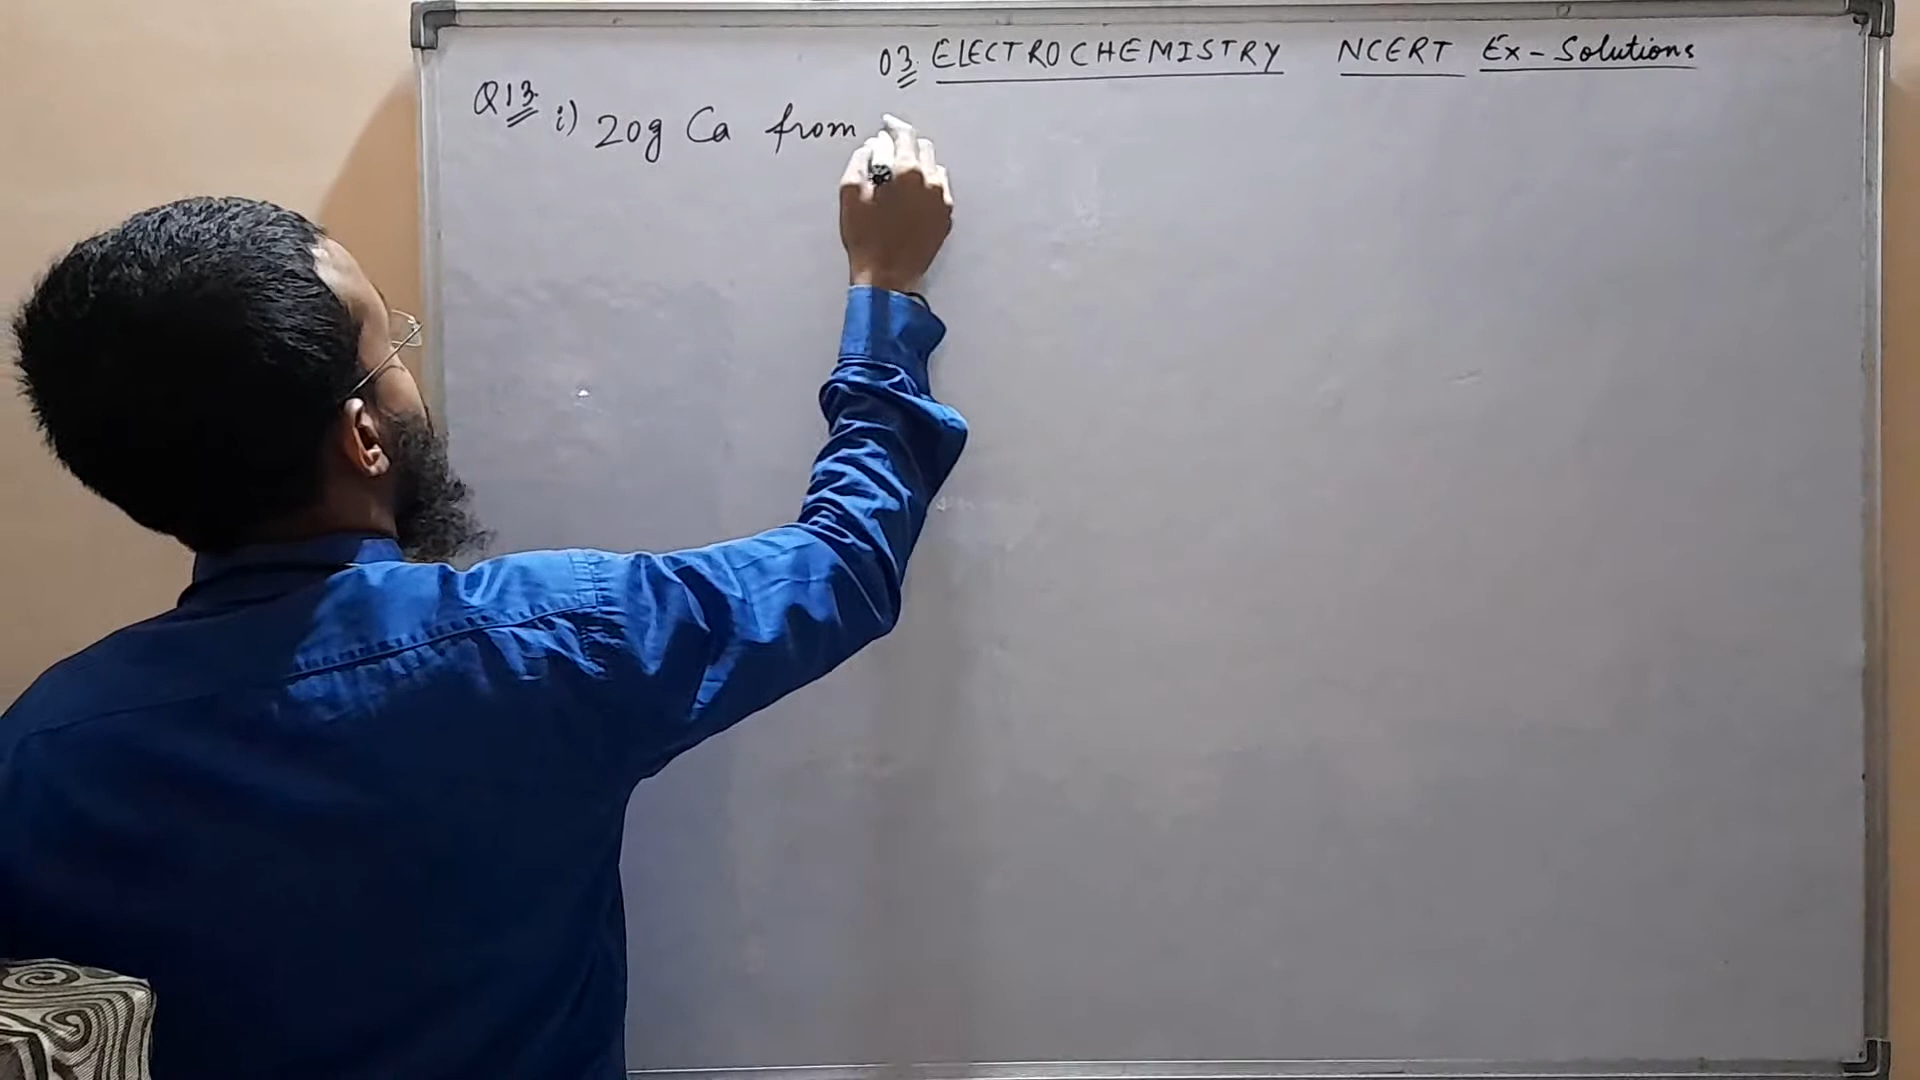 03. ELECTROCHEMISTRY NCERT Ex-Solutions
Q13. i) 20g Ca from